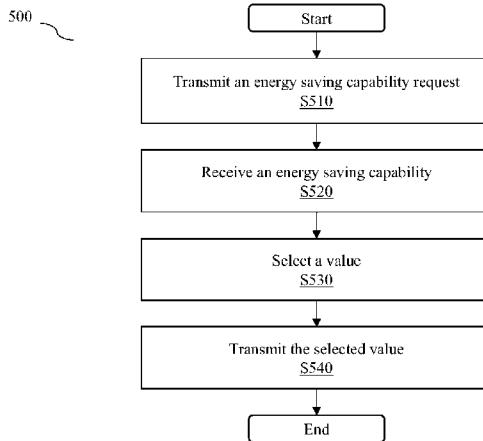 500
Start
Transmit an energy saving capability request
S510
Receive an energy saving capability
S520
Select a value
S530
Transmit the selected value
S540
End